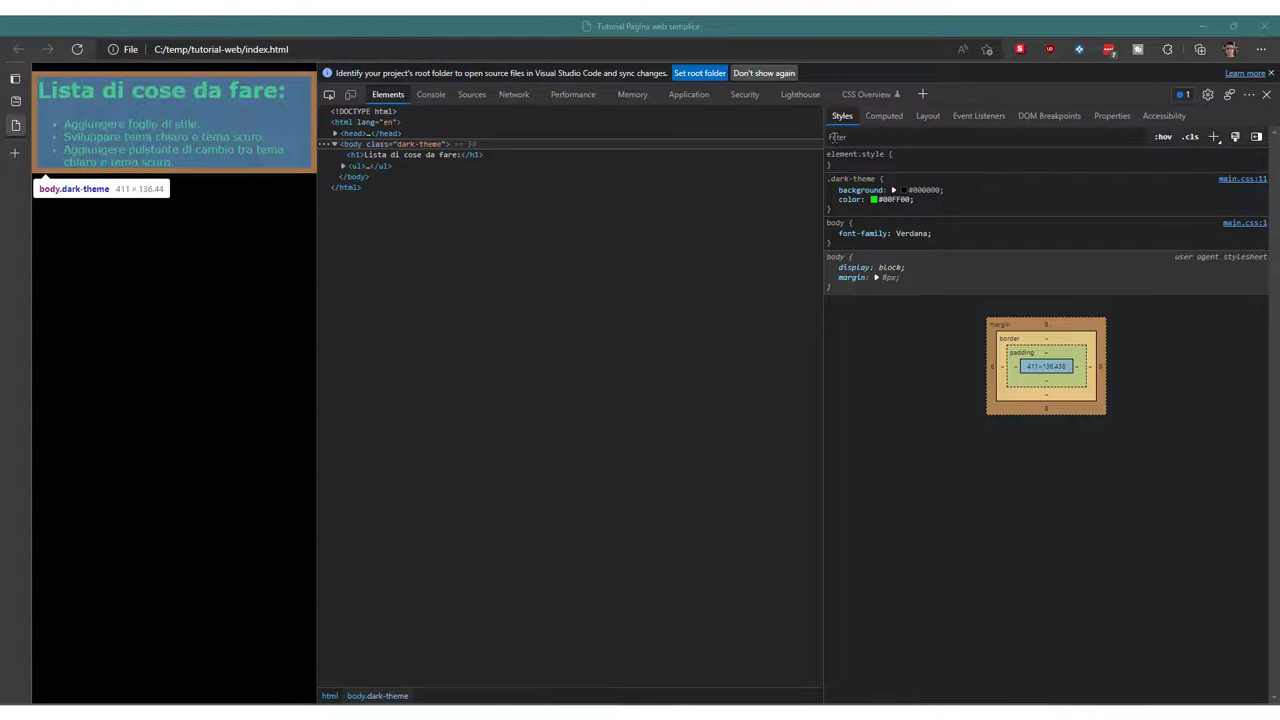 Tutorial Pagina web semplice
File C:/temp/tutorial-web/index.html
7
Identify your project's root folder to open source files in Visual Studio Code and sync changes. Set root folder Don't show again Learn more
Elements Console Sources Network Performance Memory Application Security Lighthouse CSS Overview 1
Lista di cose da fare:
Aggiungere foglio di stile.
Sviluppare tema chiaro e tema scuro.
Aggiungere pulstante di cambio tra tema
chiaro e tema scuro.
body.dark-theme 411 × 136.44
<!DOCTYPE html>
<html lang="en">
<head>…</head>
<body class="dark-theme"> == $0
<h1>Lista di cose da fare:</h1>
<ul>…</ul>
</body>
</html>
html body.dark-theme
Styles Computed Layout Event Listeners DOM Breakpoints Properties Accessibility
Filter :hov .cls
element.style {
}
.dark-theme { main.css:11
background: #000000;
color: #00FF00;
}
body { main.css:1
font-family: Verdana;
}
body { user agent stylesheet
display: block;
margin: 8px;
}
margin 8
border –
padding –
8 – – 411×136.438 – – 8
–
–
8